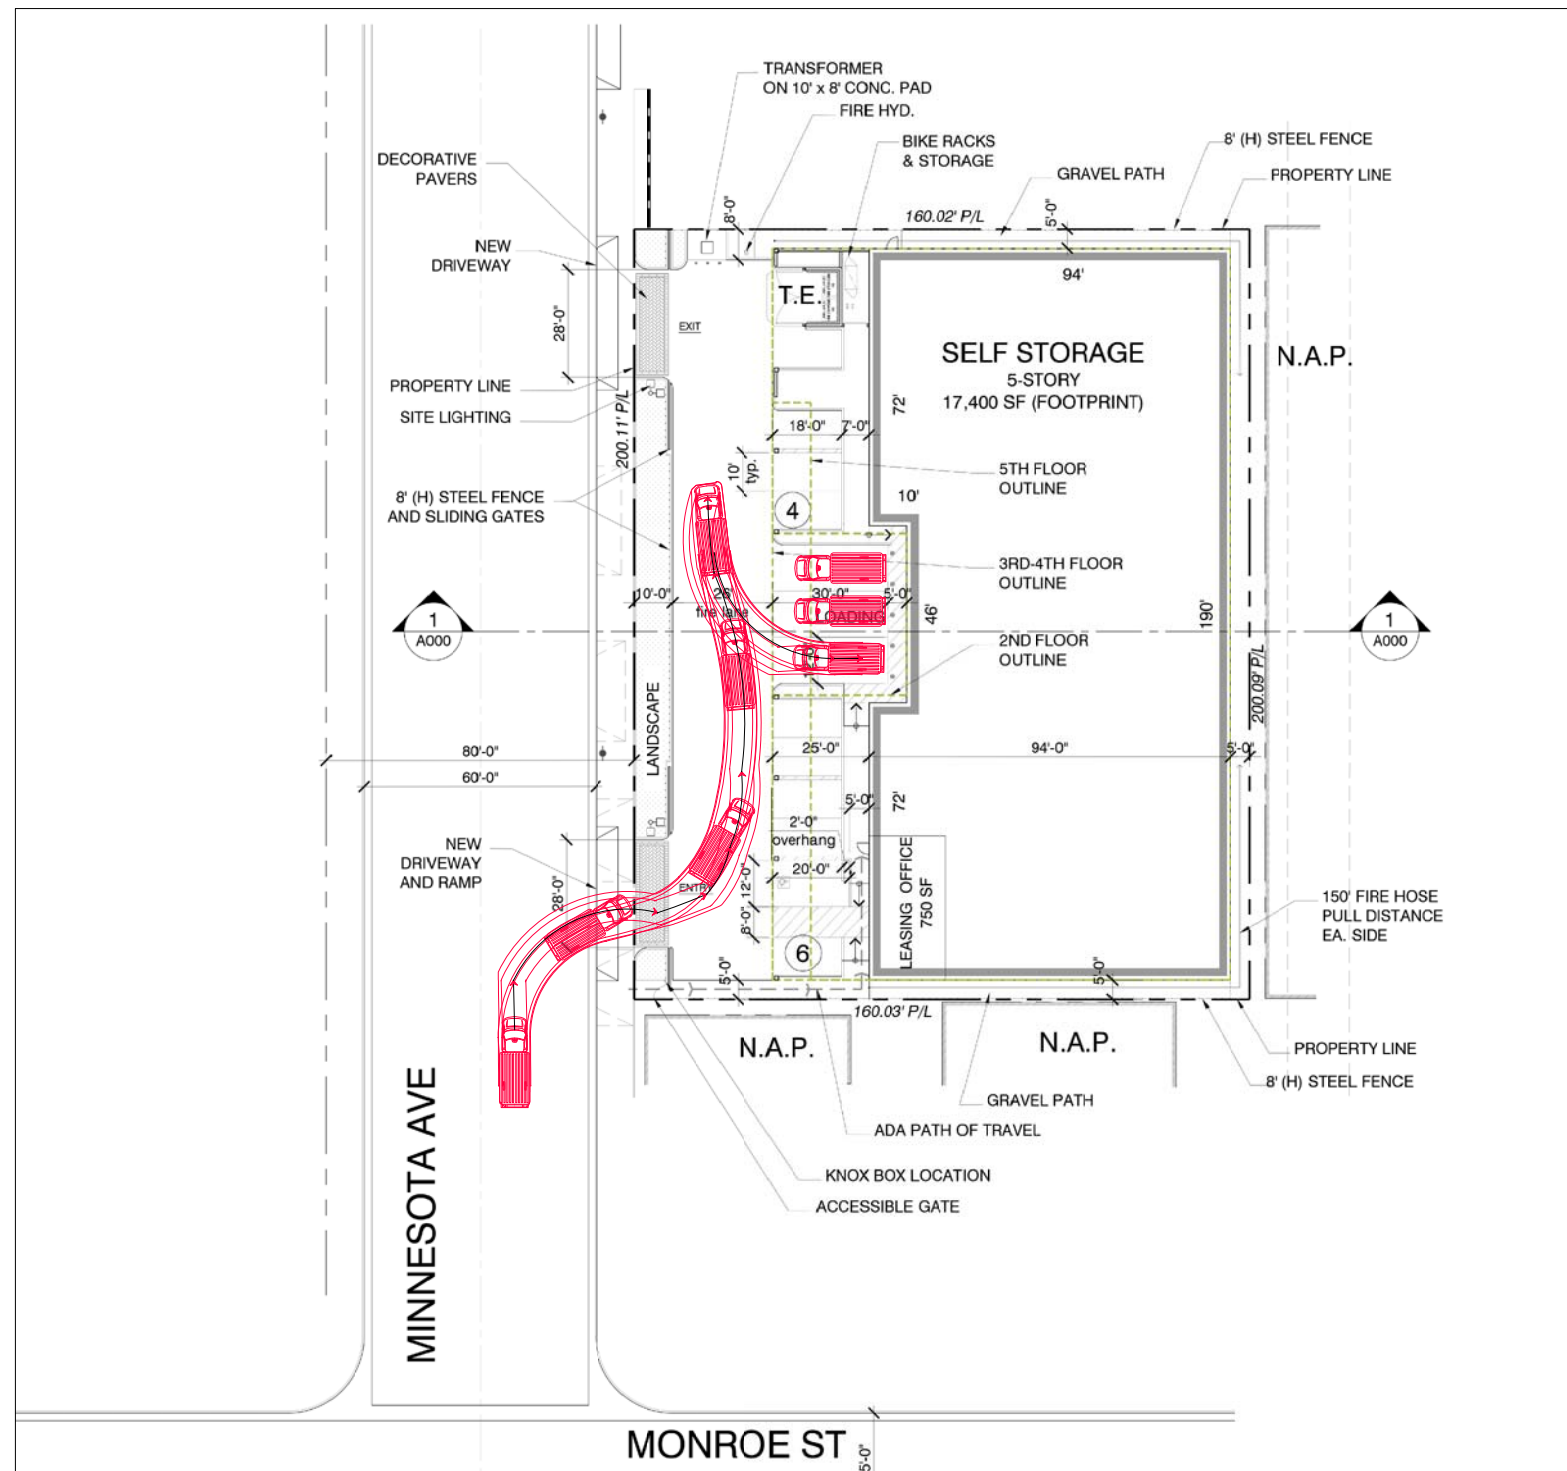 TRANSFORMER
ON 10' x 8' CONC. PAD
FIRE HYD.
BIKE RACKS
& STORAGE
8' (H) STEEL FENCE
GRAVEL PATH
PROPERTY LINE
DECORATIVE
PAVERS
8'-0"
160.02' P/L
5'-0"
NEW
DRIVEWAY
94'
T.E.
28'-0"
EXIT
SELF STORAGE
5-STORY
17,400 SF (FOOTPRINT)
N.A.P.
PROPERTY LINE
SITE LIGHTING
200.11' P/L
72'
18'-0"
7'-0"
10'
typ.
5TH FLOOR
OUTLINE
8' (H) STEEL FENCE
AND SLIDING GATES
10'
4
3RD-4TH FLOOR
OUTLINE
10'-0"
26'
30'-0"
5'-0"
fire lane
LOADING
46'
190'
1
A000
1
A000
2ND FLOOR
OUTLINE
200.09' P/L
LANDSCAPE
80'-0"
25'-0"
94'-0"
5'-0"
60'-0"
5'-0"
72'
2'-0"
overhang
NEW
DRIVEWAY
AND RAMP
28'-0"
20'-0"
12'-0"
ENTRY
8'-0"
LEASING OFFICE
750 SF
150' FIRE HOSE
PULL DISTANCE
EA. SIDE
6
5'-0"
5'-0"
160.03' P/L
N.A.P.
N.A.P.
PROPERTY LINE
8' (H) STEEL FENCE
GRAVEL PATH
ADA PATH OF TRAVEL
KNOX BOX LOCATION
ACCESSIBLE GATE
MINNESOTA AVE
MONROE ST
5'-0"